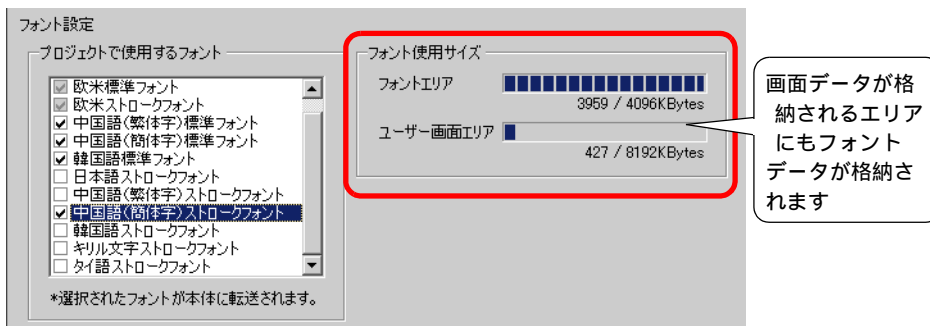 フォント設定
プロジェクトで使用するフォント
欧米標準フォント
欧米ストロークフォント
中国語(繁体字)標準フォント
中国語(簡体字)標準フォント
韓国語標準フォント
日本語ストロークフォント
中国語(繁体字)ストロークフォント
中国語(簡体字)ストロークフォント
韓国語ストロークフォント
キリル文字ストロークフォント
タイ語ストロークフォント
*選択されたフォントが本体に転送されます。
フォント使用サイズ
フォントエリア
3959 / 4096KBytes
ユーザー画面エリア
427 / 8192KBytes
画面データが格
納されるエリア
にもフォント
データが格納さ
れます